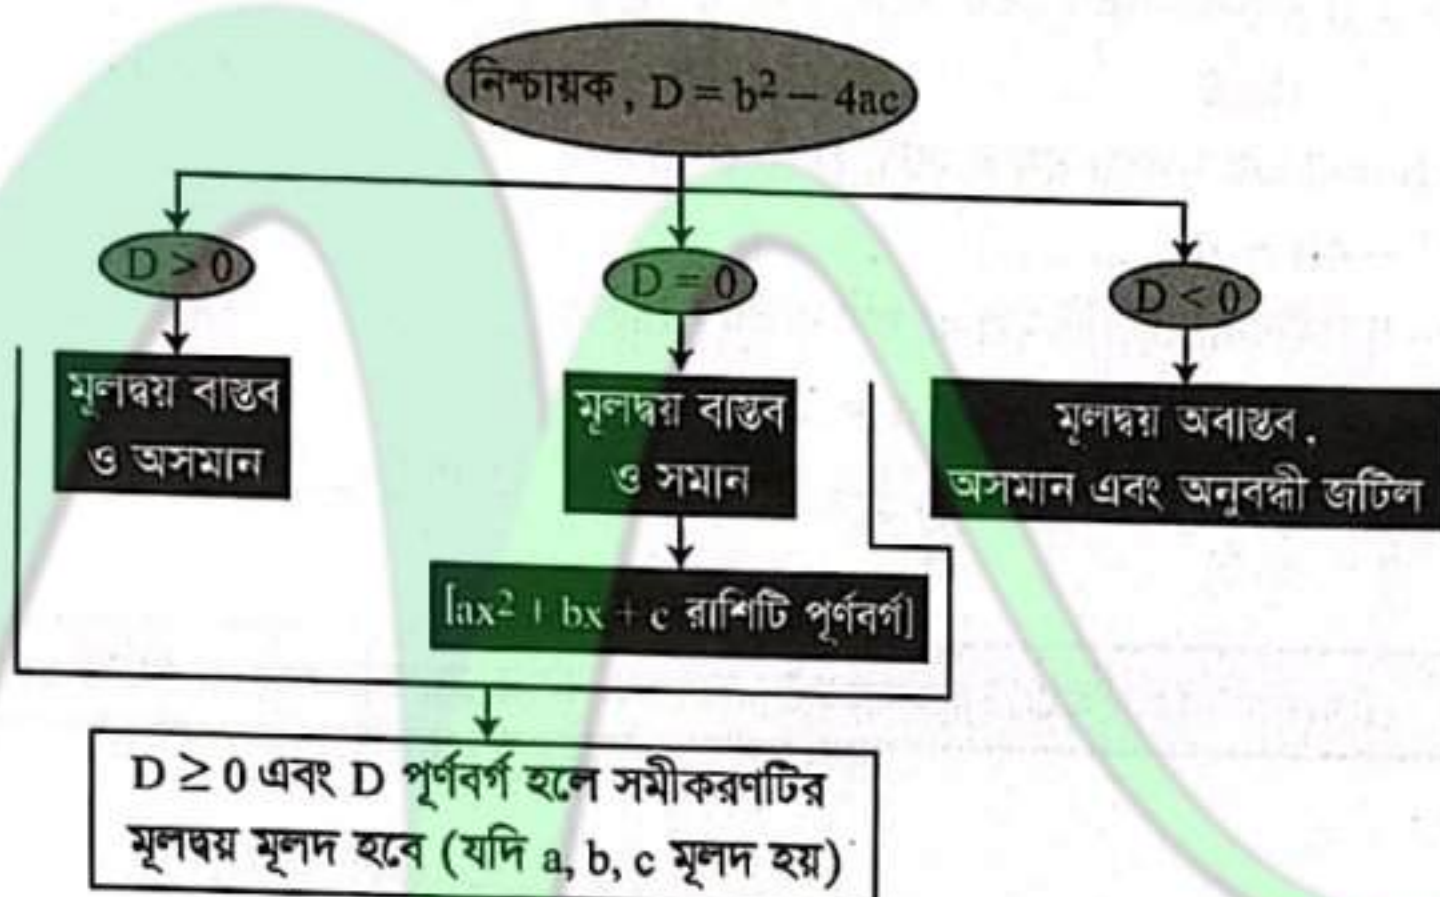 নিশ্চায়ক, D = b² − 4ac
D > 0
D = 0
D < 0
মূলদ্বয় বাস্তব
ও অসমান
মূলদ্বয় বাস্তব
ও সমান
মূলদ্বয় অবাস্তব,
অসমান এবং অনুবন্ধী জটিল
[ax² + bx + c রাশিটি পূর্ণবর্গ]
D ≥ 0 এবং D পূর্ণবর্গ হলে সমীকরণটির
মূলদ্বয় মূলদ হবে (যদি a, b, c মূলদ হয়)